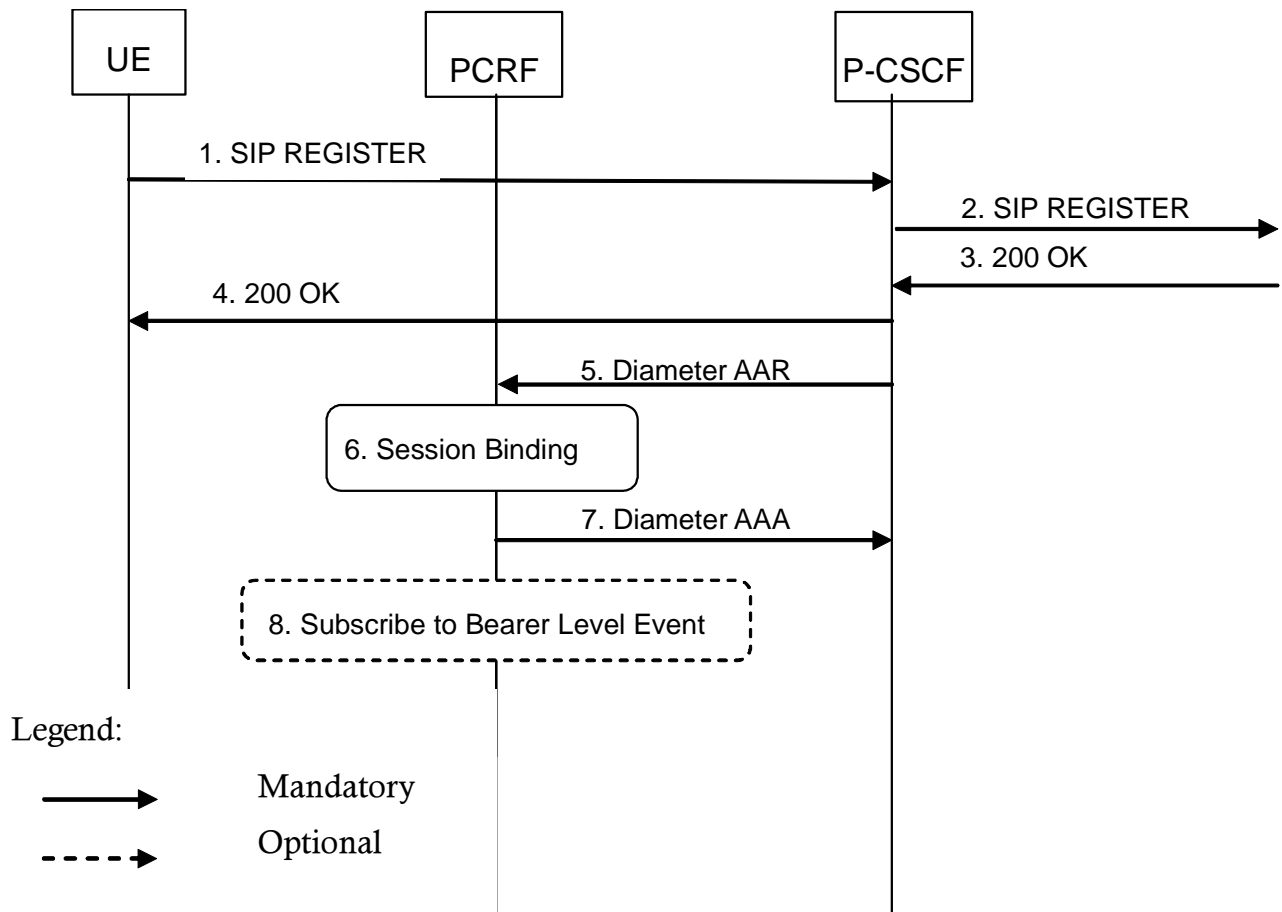 UE
PCRF
P-CSCF
1. SIP REGISTER
2. SIP REGISTER
3. 200 OK
4. 200 OK
5. Diameter AAR
6. Session Binding
7. Diameter AAA
8. Subscribe to Bearer Level Event
Legend:
Mandatory
Optional